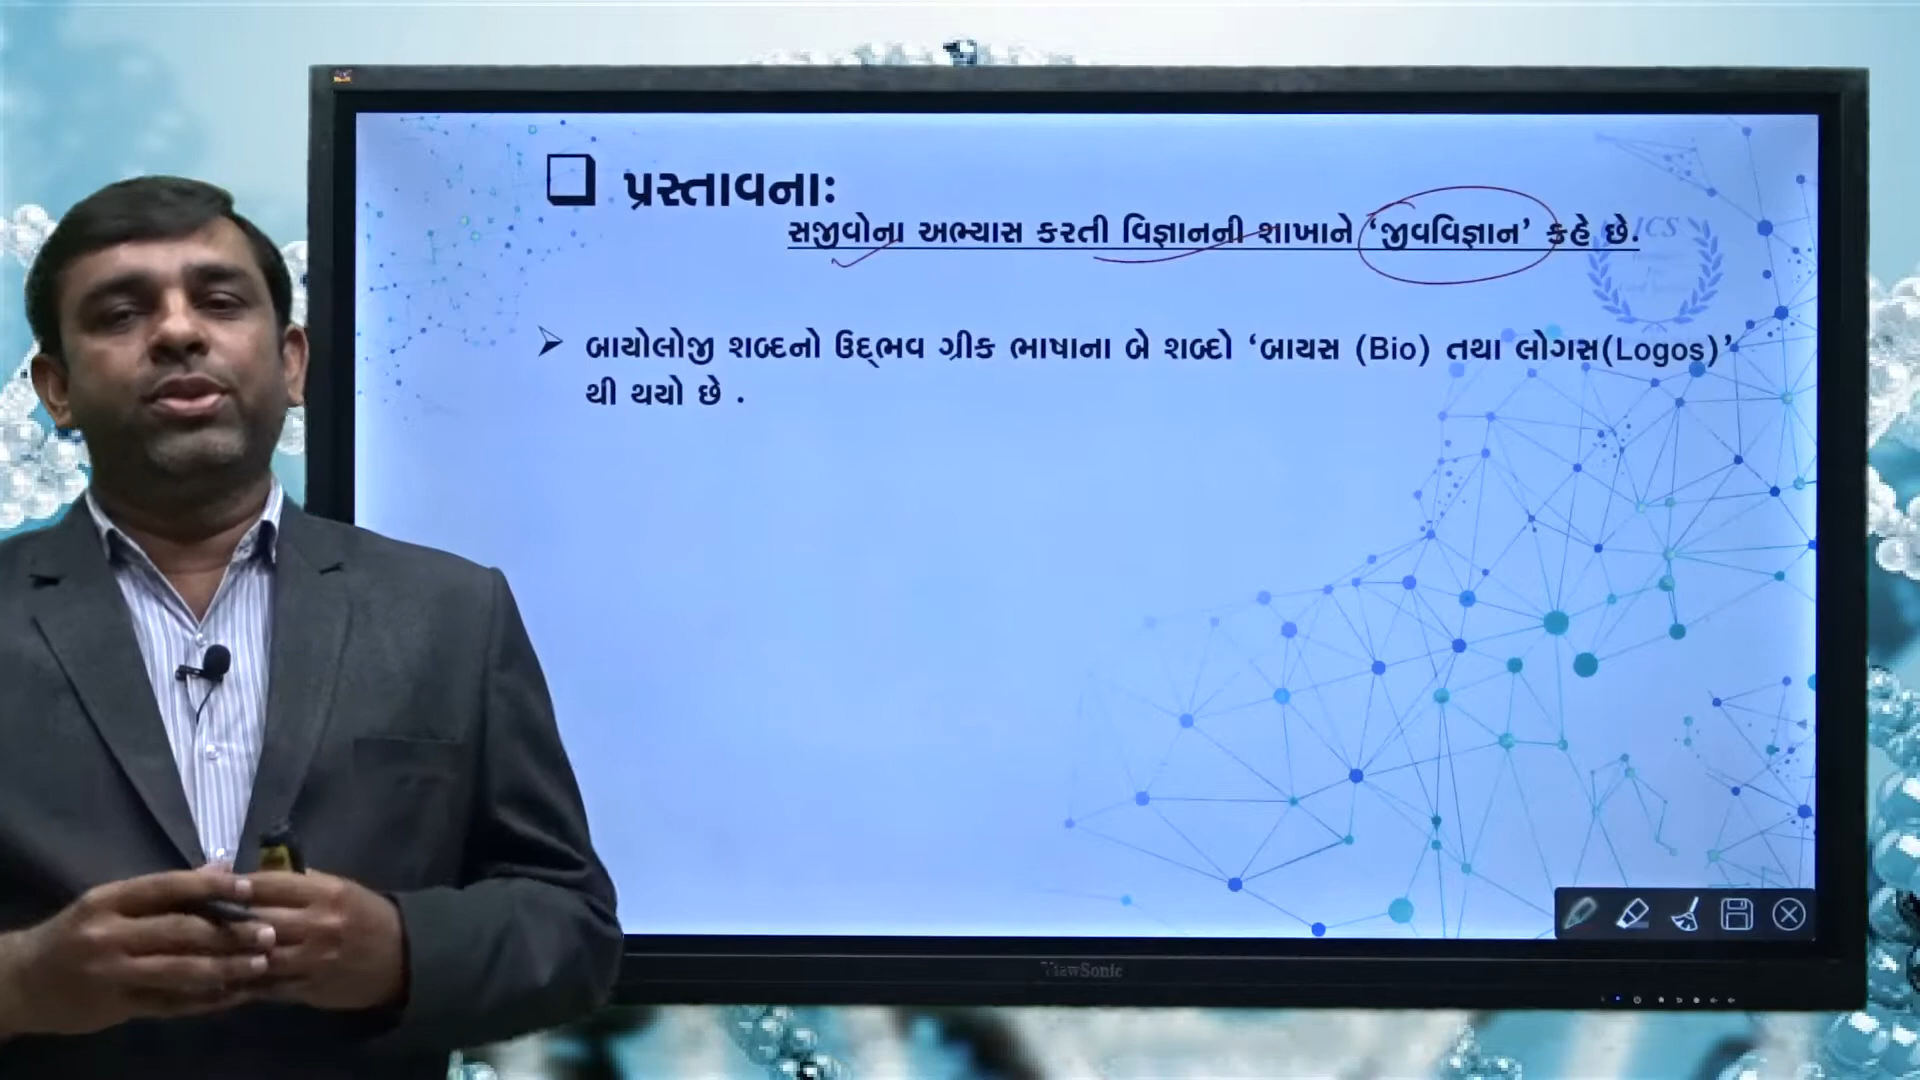 પ્રસ્તાવનાઃ
સજીવોના અભ્યાસ કરતી વિજ્ઞાનની શાખાને ‘જીવવિજ્ઞાન’ કહે છે.
ICS
➢ બાયોલોજી શબ્દનો ઉદ્‌ભવ ગ્રીક ભાષાના બે શબ્દો ‘બાયસ (Bio) તથા લોગસ(Logos)’
થી થયો છે .
ViewSonic